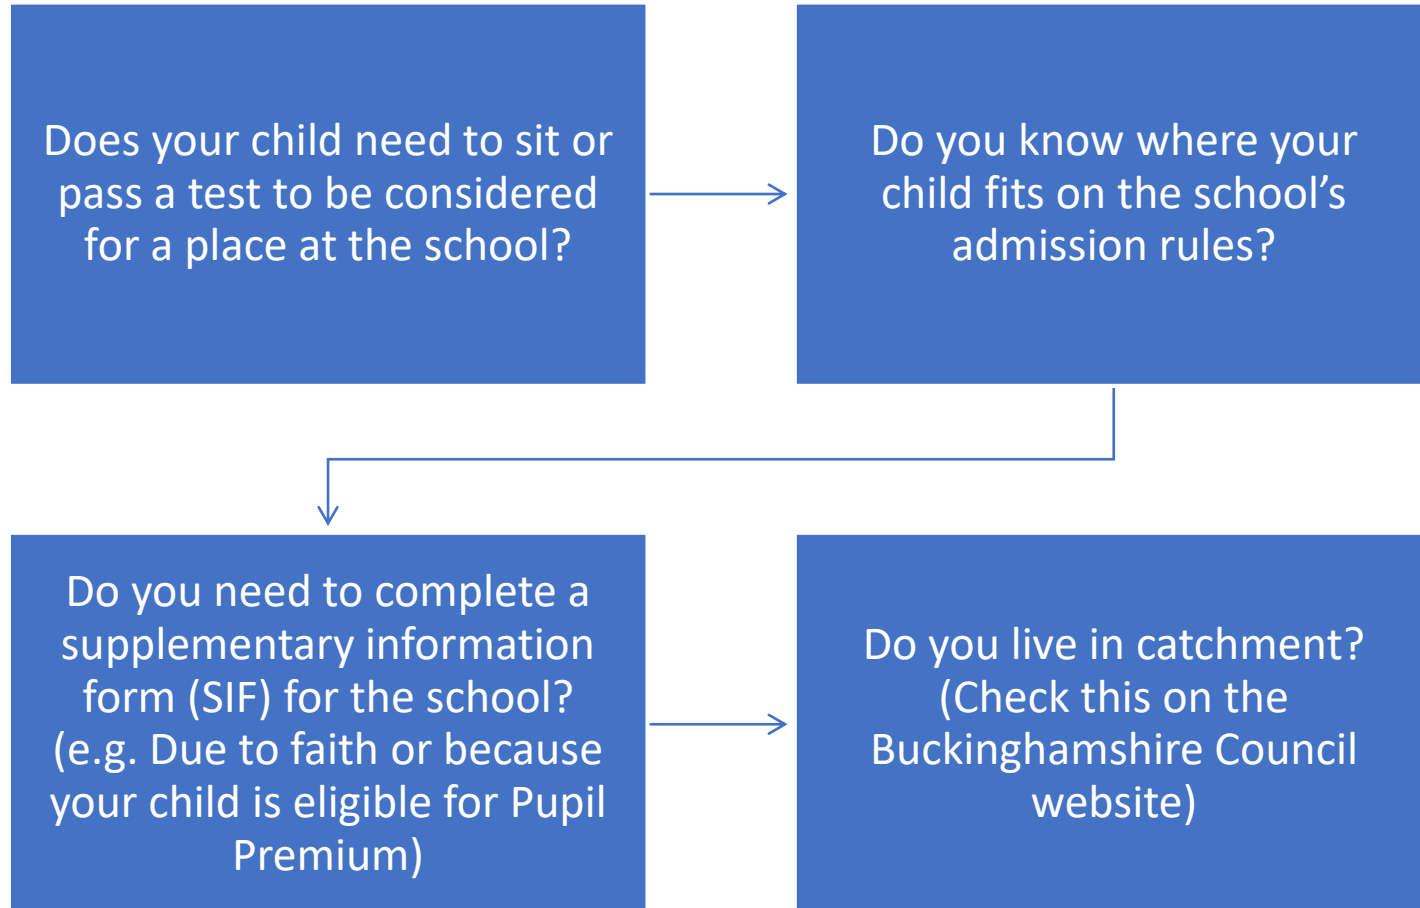 Does your child need to sit or
pass a test to be considered
for a place at the school?
Do you know where your
child fits on the school’s
admission rules?
Do you need to complete a
supplementary information
form (SIF) for the school?
(e.g. Due to faith or because
your child is eligible for Pupil
Premium)
Do you live in catchment?
(Check this on the
Buckinghamshire Council
website)